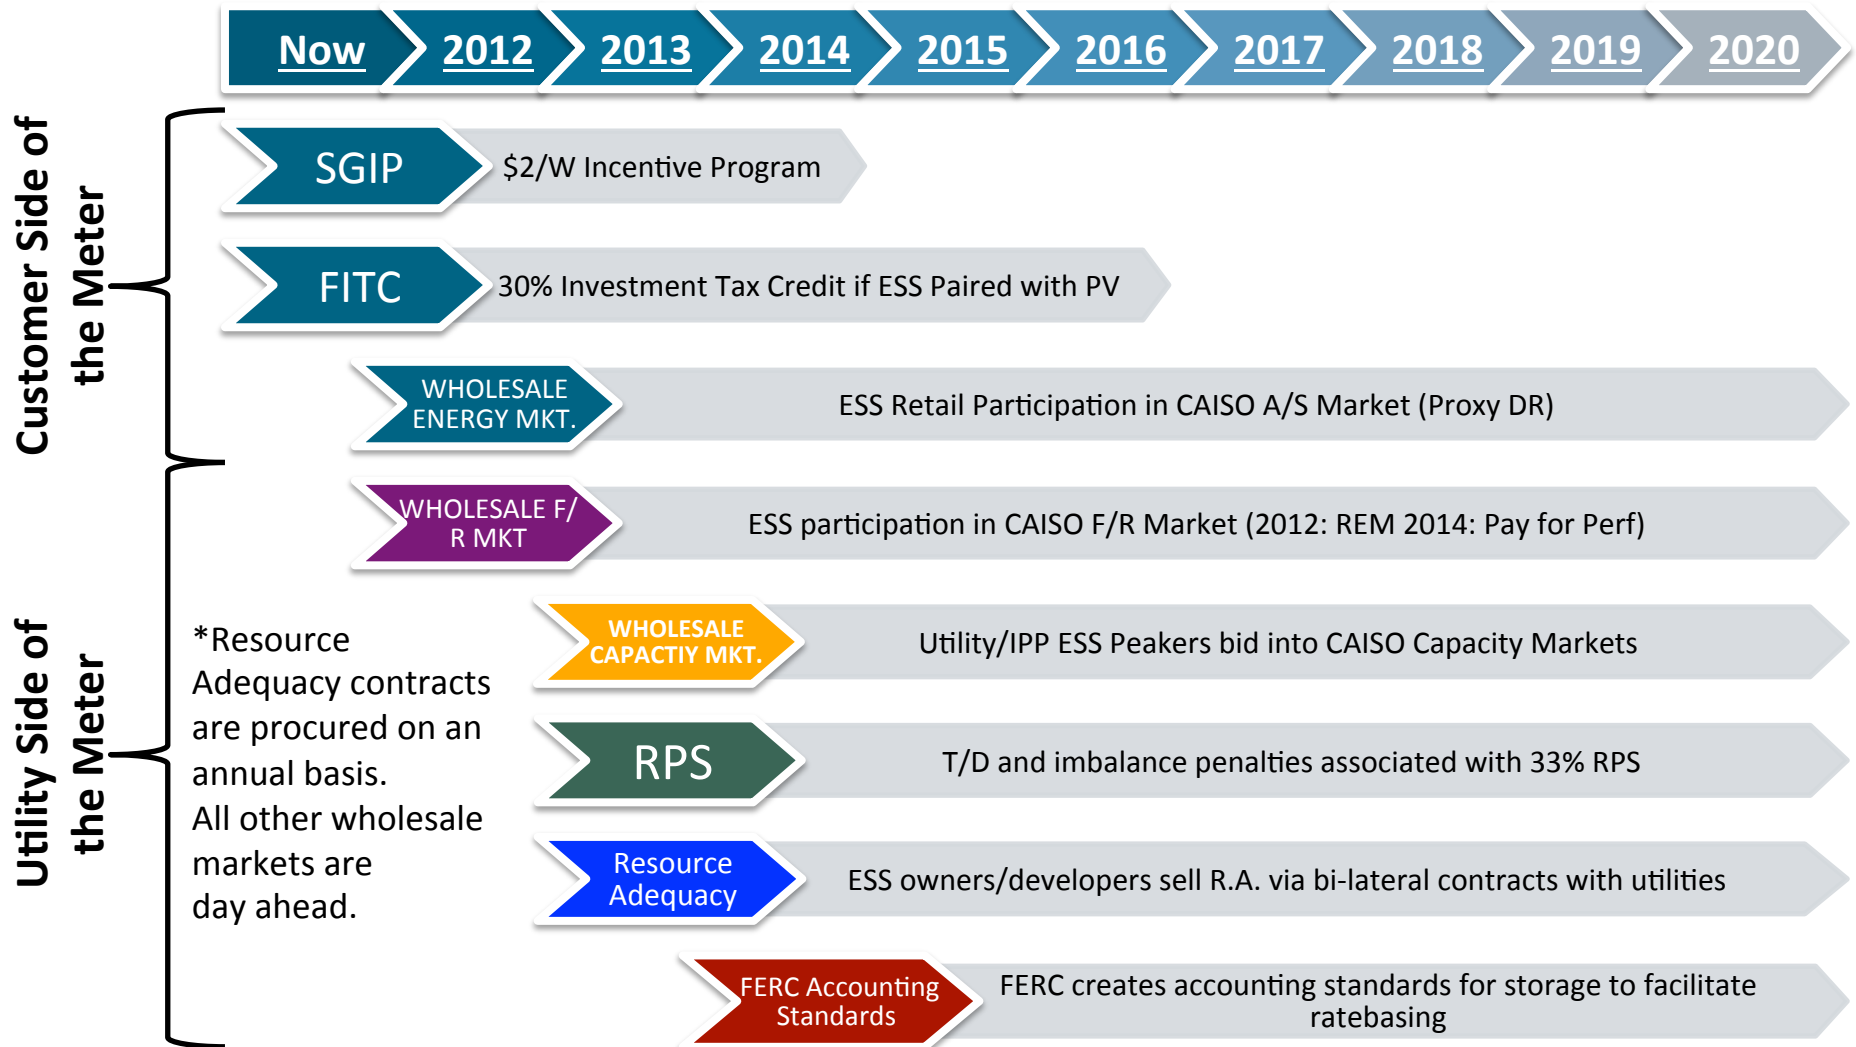 Now
2012
2013
2014
2015
2016
2017
2018
2019
2020
Customer Side of
the Meter
SGIP
$2/W Incentive Program
FITC
30% Investment Tax Credit if ESS Paired with PV
WHOLESALE
ENERGY MKT.
ESS Retail Participation in CAISO A/S Market (Proxy DR)
WHOLESALE F/
R MKT
ESS participation in CAISO F/R Market (2012: REM 2014: Pay for Perf)
Utility Side of
the Meter
*Resource
Adequacy contracts
are procured on an
annual basis.
All other wholesale
markets are
day ahead.
WHOLESALE
CAPACTIY MKT.
Utility/IPP ESS Peakers bid into CAISO Capacity Markets
RPS
T/D and imbalance penalties associated with 33% RPS
Resource
Adequacy
ESS owners/developers sell R.A. via bi-lateral contracts with utilities
FERC Accounting
Standards
FERC creates accounting standards for storage to facilitate
ratebasing